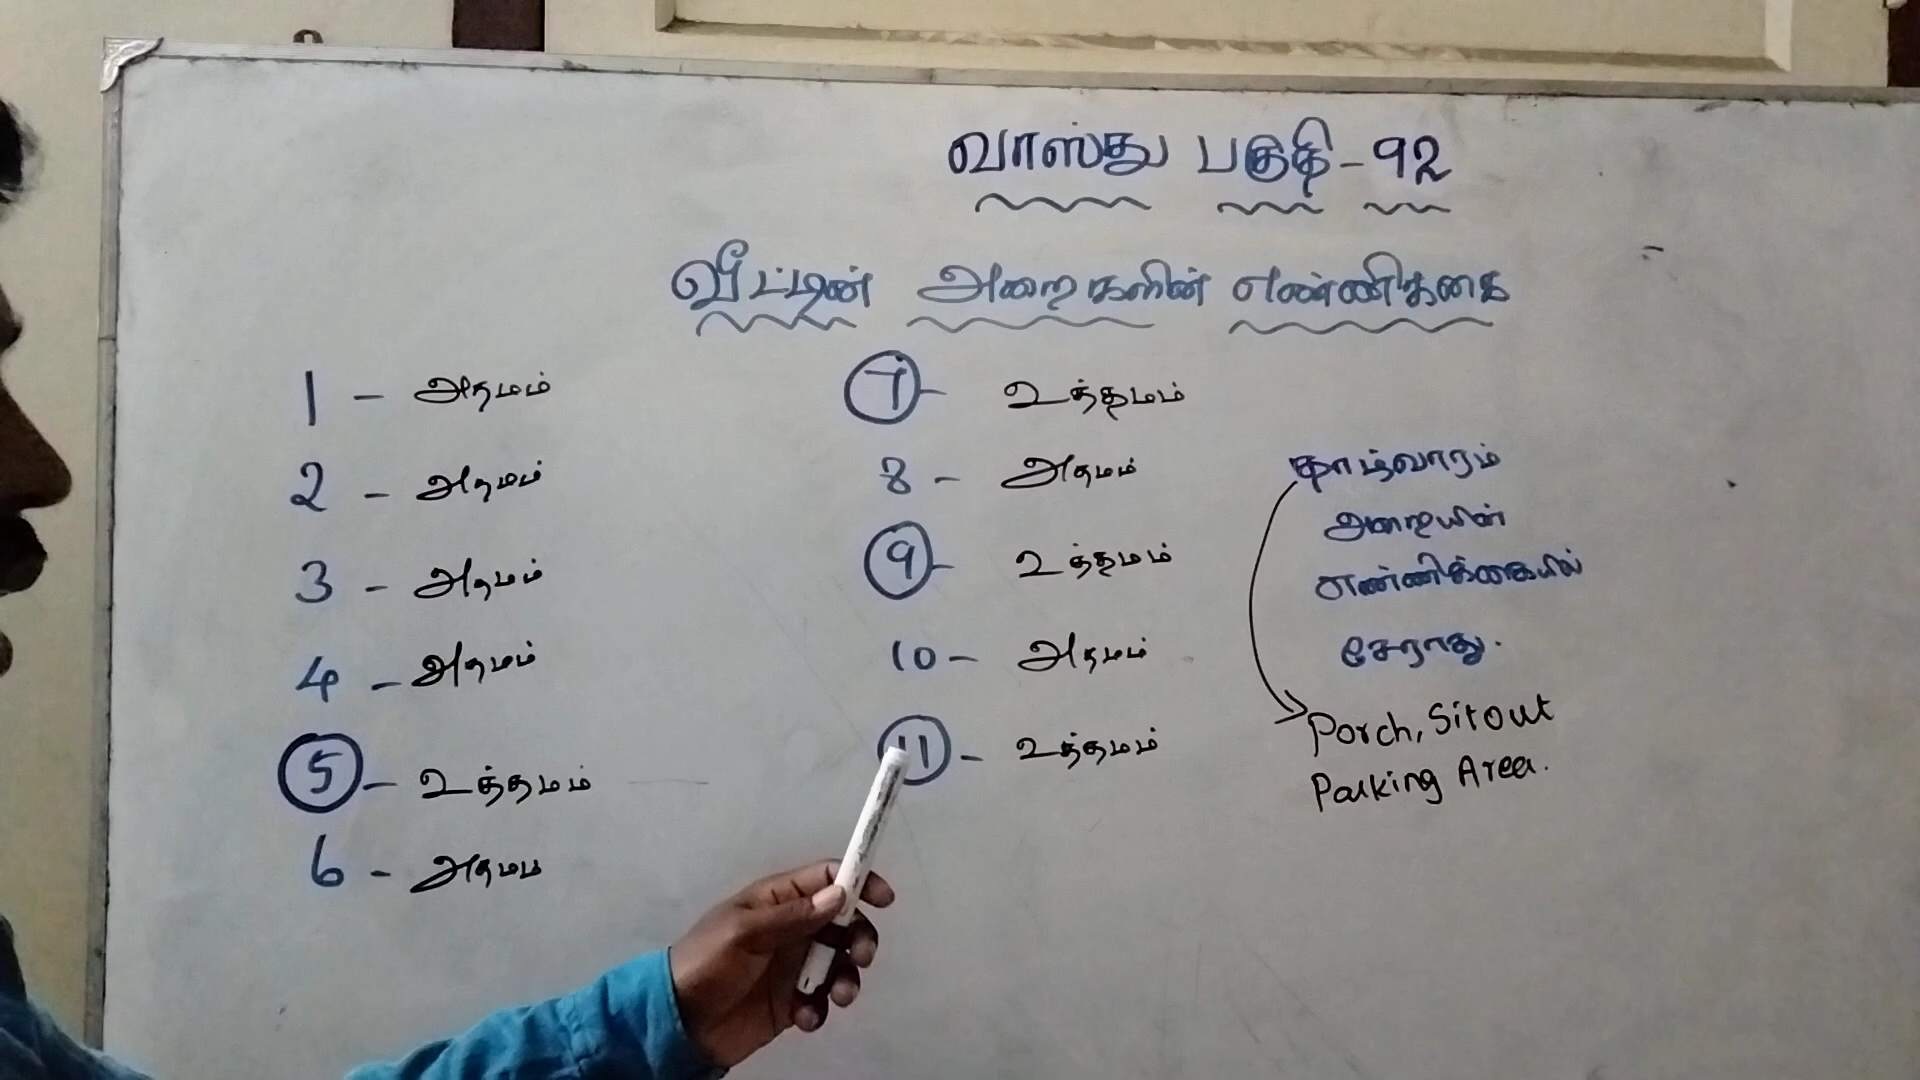 வாஸ்து பகுதி - 92
வீட்டின் அறைகளின் எண்ணிக்கை
1 - அதமம்
2 - அதமம்
3 - அதமம்
4 - அதமம்
5 - உத்தமம்
6 - அதமம
7 - உத்தமம்
8 - அதமம்
9 - உத்தமம்
10 - அதமம்
11 - உத்தமம்
தாழ்வாரம்
அறையின்
எண்ணிக்கையில்
சேராது.
Porch, Sitout
Parking Area.